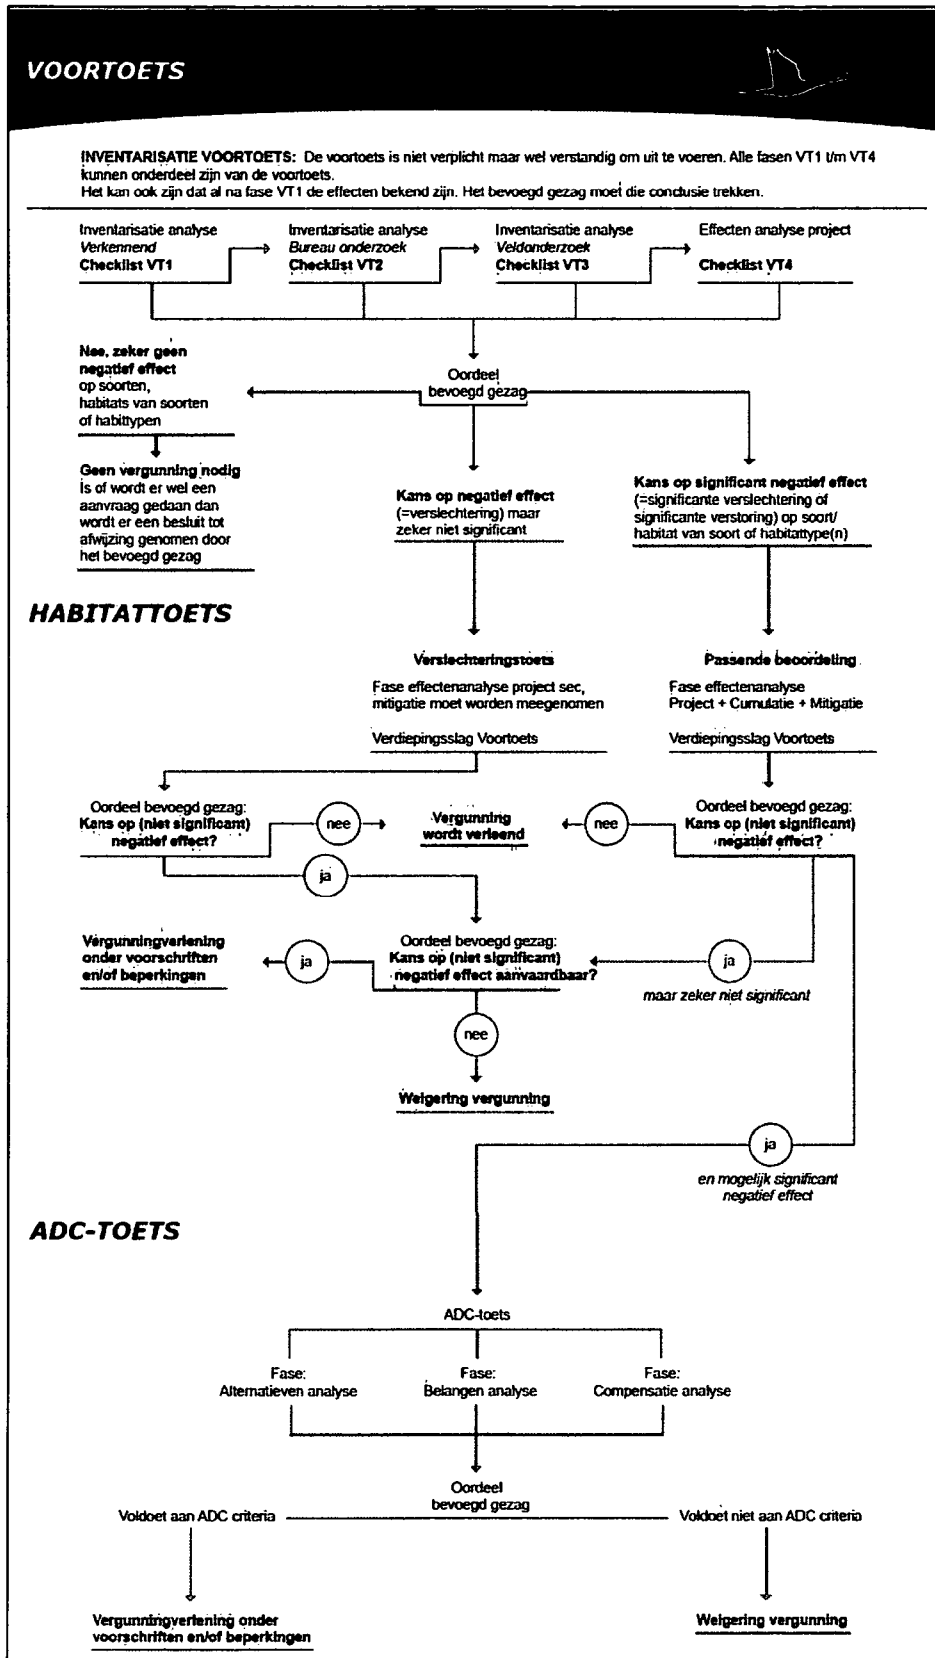 VOORTOETS
INVENTARISATIE VOORTOETS: De voortoets is niet verplicht maar wel verstandig om uit te voeren. Alle fasen VT1 t/m VT4
kunnen onderdeel zijn van de voortoets.
Het kan ook zijn dat al na fase VT1 de effecten bekend zijn. Het bevoegd gezag moet die conclusie trekken.
Inventarisatie analyse
Verkennend
Checklist VT1
Inventarisatie analyse
Bureau onderzoek
Checklist VT2
Inventarisatie analyse
Veldonderzoek
Checklist VT3
Effecten analyse project
Checklist VT4
Nee, zeker geen
negatief effect
op soorten,
habitats van soorten
of habittypen
Oordeel
bevoegd gezag
Geen vergunning nodig
Is of wordt er wel een
aanvraag gedaan dan
wordt er een besluit tot
afwijzing genomen door
het bevoegd gezag
Kans op negatief effect
(=verslechtering) maar
zeker niet significant
Kans op significant negatief effect
(=significante verslechtering of
significante verstoring) op soort/
habitat van soort of habitattype(n)
HABITATTOETS
Verslechteringstoets
Fase effectenanalyse project sec,
mitigatie moet worden meegenomen
Verdiepingsslag Voortoets
Passende beoordeling
Fase effectenanalyse
Project + Cumulatie + Mitigatie
Verdiepingsslag Voortoets
Oordeel bevoegd gezag:
Kans op (niet significant)
negatief effect?
nee
Vergunning
wordt verleend
nee
Oordeel bevoegd gezag:
Kans op (niet significant)
negatief effect?
ja
Vergunningverlening
onder voorschriften
en/of beperkingen
ja
Oordeel bevoegd gezag:
Kans op (niet significant)
negatief effect aanvaardbaar?
ja
maar zeker niet significant
nee
Weigering vergunning
ja
en mogelijk significant
negatief effect
ADC-TOETS
ADC-toets
Fase:
Alternatieven analyse
Fase:
Belangen analyse
Fase:
Compensatie analyse
Oordeel
bevoegd gezag
Voldoet aan ADC criteria
Voldoet niet aan ADC criteria
Vergunningverlening onder
voorschriften en/of beperkingen
Weigering vergunning